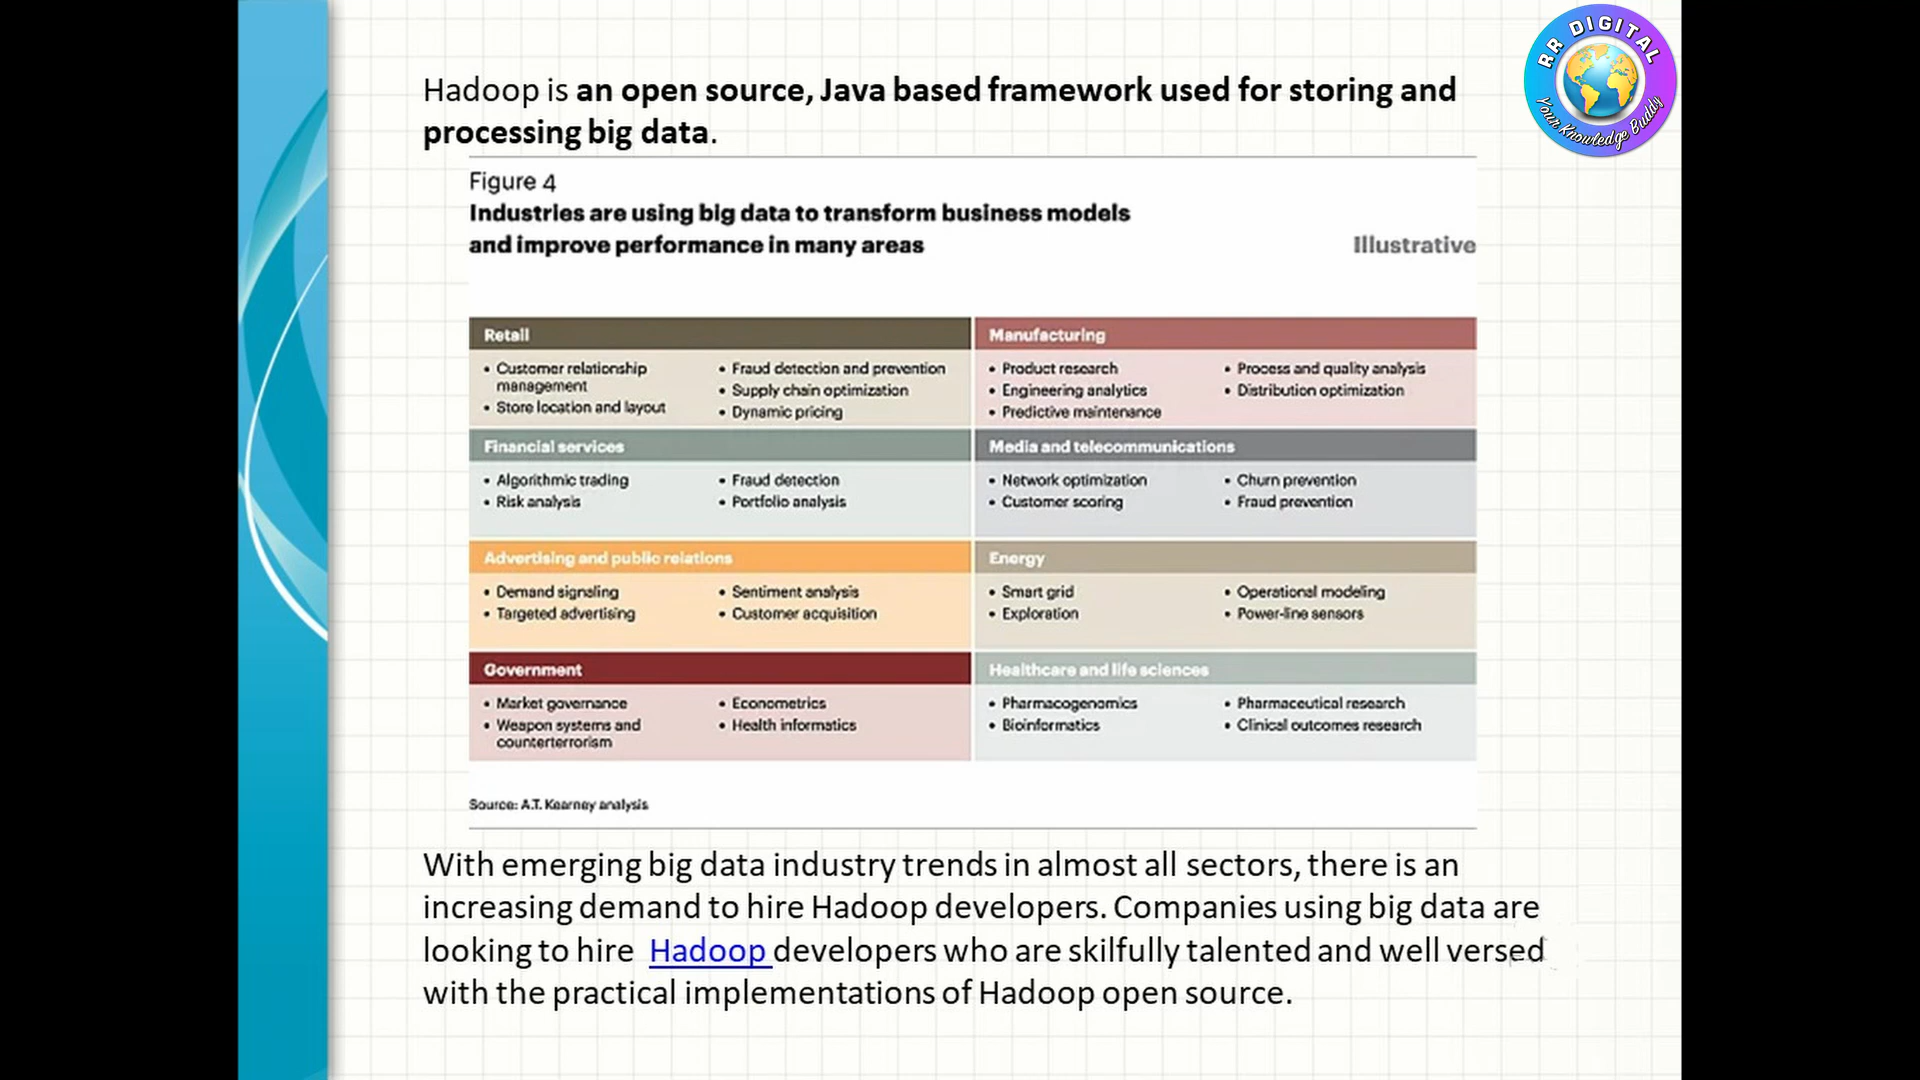 RR DIGITAL
Your Knowledge Buddy
Hadoop is an open source, Java based framework used for storing and
processing big data.
Figure 4
Industries are using big data to transform business models
and improve performance in many areas
Illustrative
Retail
• Customer relationship
management
• Store location and layout
• Fraud detection and prevention
• Supply chain optimization
• Dynamic pricing
Manufacturing
• Product research
• Engineering analytics
• Predictive maintenance
• Process and quality analysis
• Distribution optimization
Financial services
• Algorithmic trading
• Risk analysis
• Fraud detection
• Portfolio analysis
Media and telecommunications
• Network optimization
• Customer scoring
• Churn prevention
• Fraud prevention
Advertising and public relations
• Demand signaling
• Targeted advertising
• Sentiment analysis
• Customer acquisition
Energy
• Smart grid
• Exploration
• Operational modeling
• Power-line sensors
Government
• Market governance
• Weapon systems and
counterterrorism
• Econometrics
• Health informatics
Healthcare and life sciences
• Pharmacogenomics
• Bioinformatics
• Pharmaceutical research
• Clinical outcomes research
Source: A.T. Kearney analysis
With emerging big data industry trends in almost all sectors, there is an
increasing demand to hire Hadoop developers. Companies using big data are
looking to hire Hadoop developers who are skilfully talented and well versed
with the practical implementations of Hadoop open source.